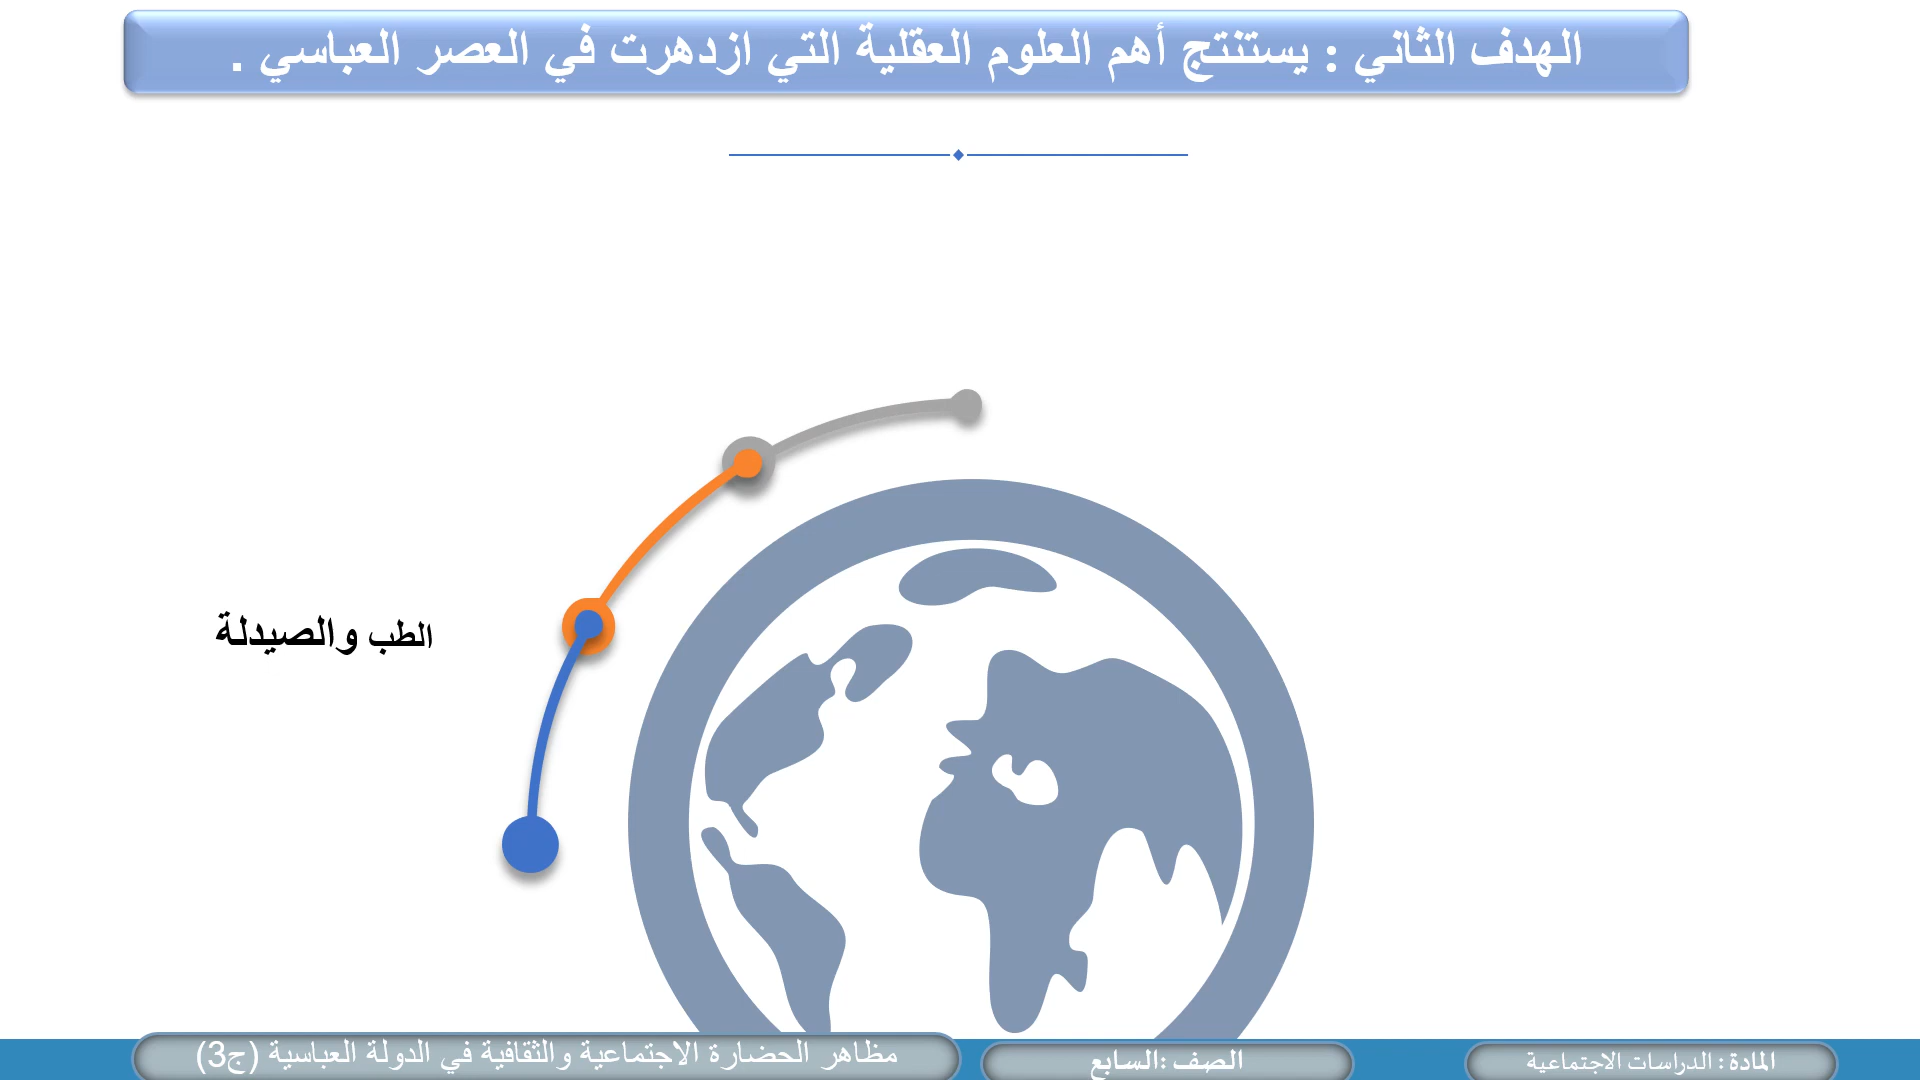 الهدف الثاني : يستنتج أهم العلوم العقلية التي ازدهرت في العصر العباسي .
الطب والصيدلة
المادة : الدراسات الاجتماعية
الصف :السابع
مظاهر الحضارة الاجتماعية والثقافية في الدولة العباسية (ج3)